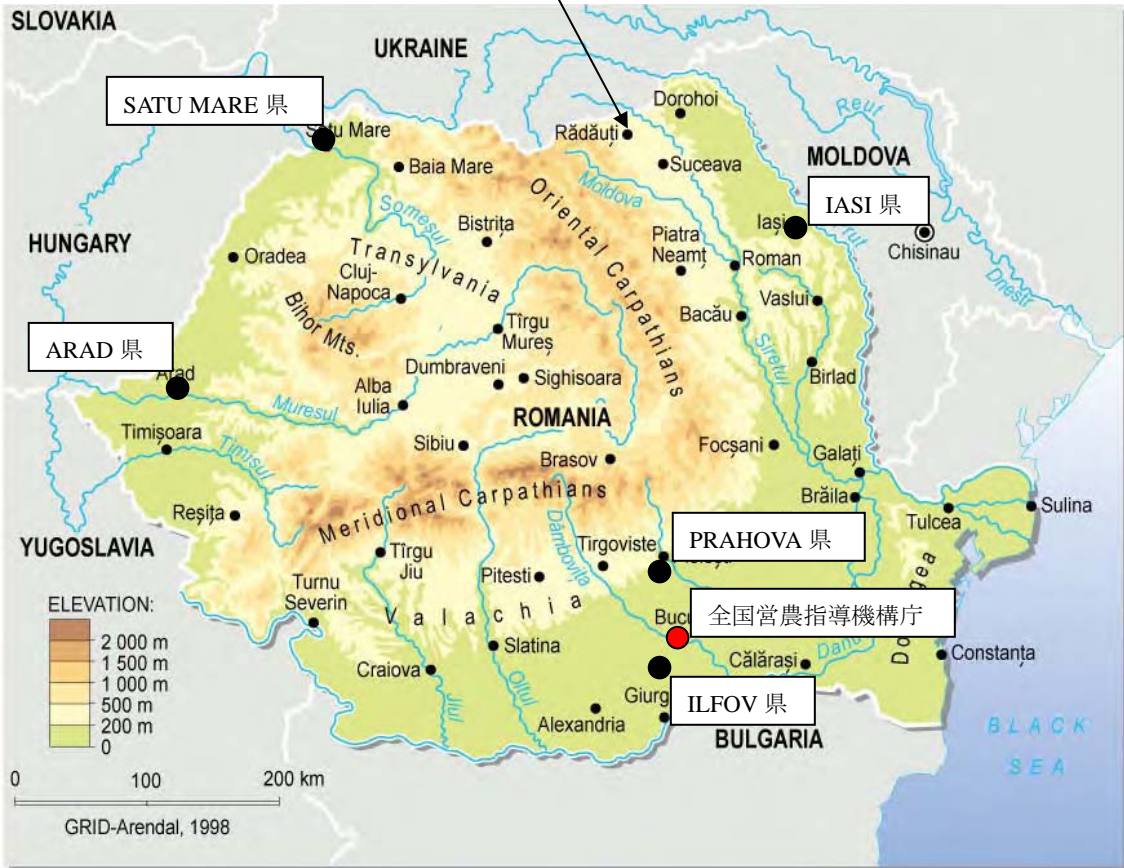 SLOVAKIA
UKRAINE
SATU MARE 県
Dorohoi
Reut
Rădăuți
Baia Mare
Suceava
MOLDOVA
Moldova
Oriental Carpathians
IASI 県
Iași
Someșul
Bistrița
HUNGARY
Piatra
Neamț
Chisinau
Oradea
Transylvania
Roman
Dnestr
Cluj-
Napoca
Vaslui
Bihor Mts.
Bacău
Tîrgu
Mureș
Siretul
ARAD 県
Arad
Dumbraveni
Sighisoara
Birlad
Alba
Iulia
Muresul
ROMANIA
Timișoara
Timisul
Sibiu
Focșani
Brasov
Galați
Meridional Carpathians
Brăila
Sulina
Reșița
Tulcea
Dâmbovița
YUGOSLAVIA
Tirgoviste
PRAHOVA 県
Tîrgu
Jiu
Pitesti
Turnu
Severin
Valachia
ELEVATION:
2 000 m
1 500 m
1 000 m
500 m
200 m
0
全国営農指導機構庁
Slatina
Călărași
Constanța
Craiova
Jiul
Oltul
ILFOV 県
Alexandria
BULGARIA
BLACK
SEA
0 100 200 km
GRID-Arendal, 1998